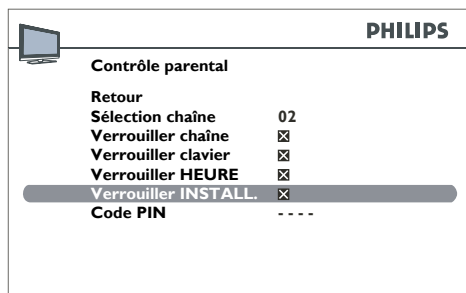 PHILIPS
Contrôle parental
Retour
Sélection chaîne 02
Verrouiller chaîne
Verrouiller clavier
Verrouiller HEURE
Verrouiller INSTALL.
Code PIN - - - -